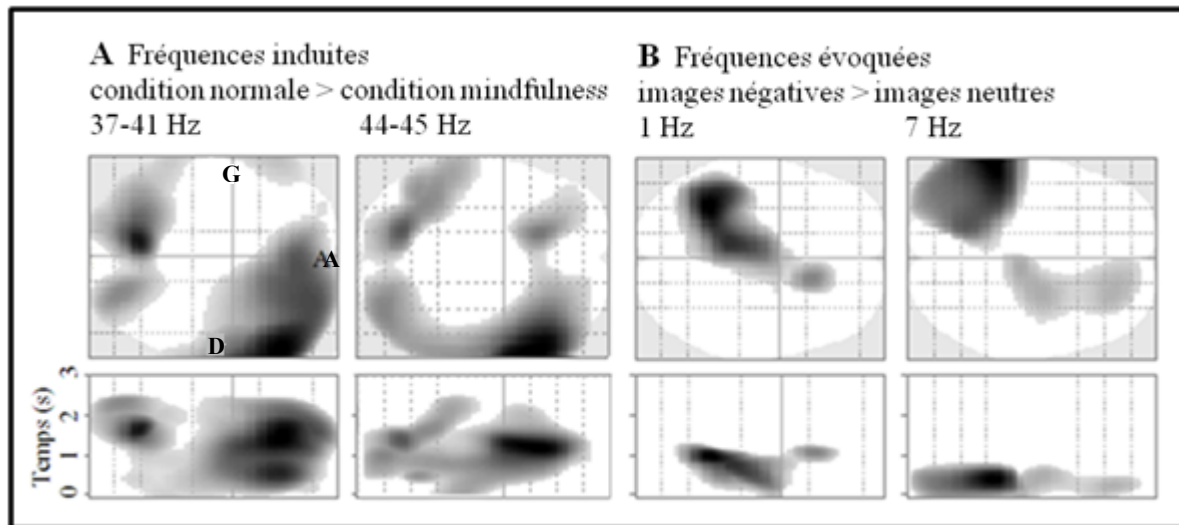 A Fréquences induites
condition normale > condition mindfulness
37-41 Hz
44-45 Hz
B Fréquences évoquées
images négatives > images neutres
1 Hz
7 Hz
G
A
D
Temps (s)
3
2
1
0